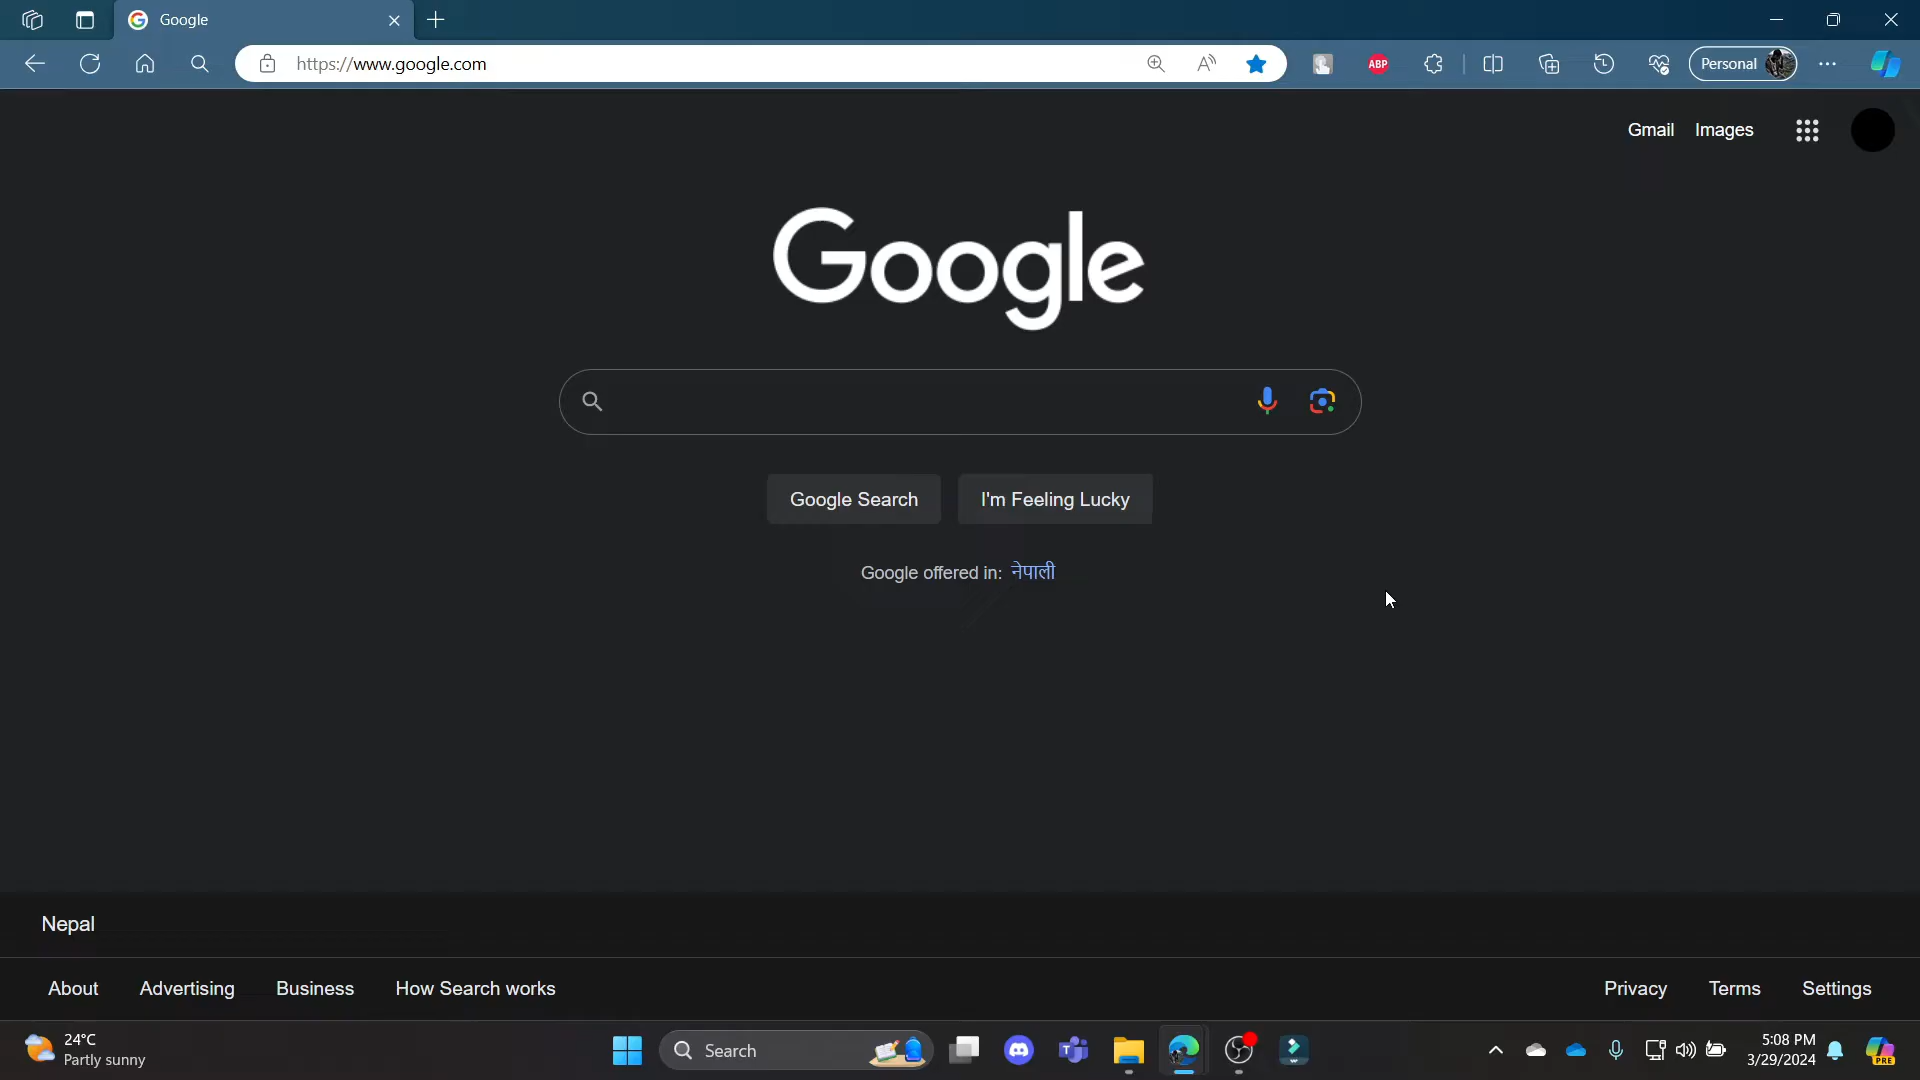 Google
https://www.google.com
ABP
Personal
Gmail Images
Google
Google Search I'm Feeling Lucky
Google offered in: नेपाली
Nepal
About Advertising Business How Search works
Privacy Terms Settings
24°C
Partly sunny
Search
5:08 PM
3/29/2024
PRE